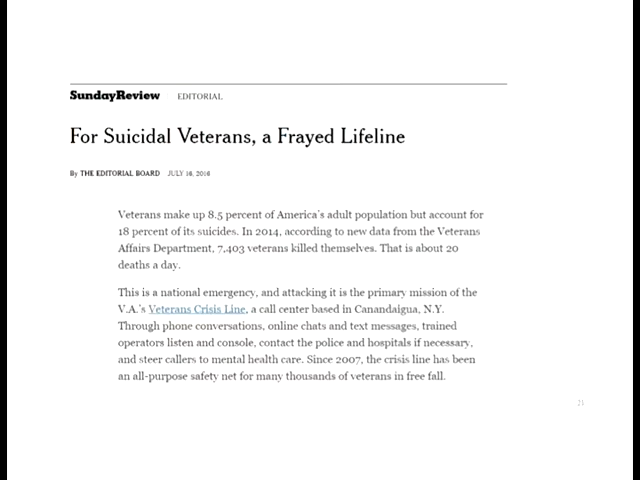 SundayReview EDITORIAL
For Suicidal Veterans, a Frayed Lifeline
By THE EDITORIAL BOARD JULY 16, 2016
Veterans make up 8.5 percent of America's adult population but account for
18 percent of its suicides. In 2014, according to new data from the Veterans
Affairs Department, 7,403 veterans killed themselves. That is about 20
deaths a day.
This is a national emergency, and attacking it is the primary mission of the
V.A.'s Veterans Crisis Line, a call center based in Canandaigua, N.Y.
Through phone conversations, online chats and text messages, trained
operators listen and console, contact the police and hospitals if necessary,
and steer callers to mental health care. Since 2007, the crisis line has been
an all-purpose safety net for many thousands of veterans in free fall.
21